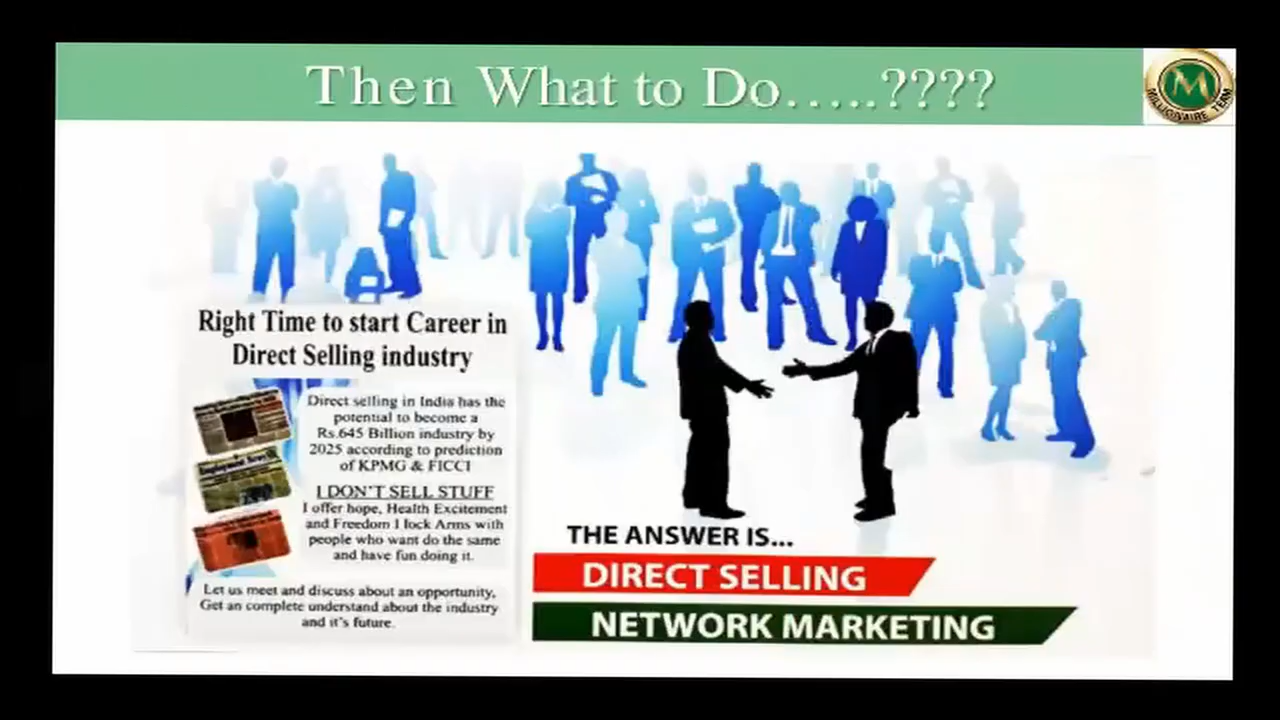 Then What to Do.....????
M
MILLIONAIRE TEAM
Right Time to start Career in
Direct Selling industry
Direct selling in India has the
potential to become a
Rs.645 Billion industry by
2025 according to prediction
of KPMG & FICCI
I DON'T SELL STUFF
I offer hope, Health Excitement
and Freedom I lock Arms with
people who want do the same
and have fun doing it.
Let us meet and discuss about an opportunity,
Get an complete understand about the industry
and it's future.
THE ANSWER IS...
DIRECT SELLING
NETWORK MARKETING